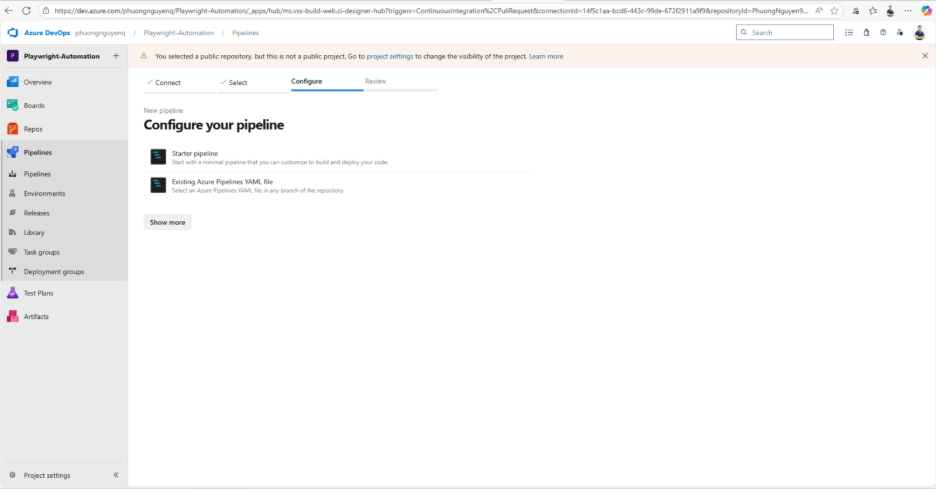 https://dev.azure.com/phuongnguyenq/Playwright-Automation/_apps/hub/ms.vss-build-web.ci-designer-hub?triggers=ContinuousIntegration%2CPullRequest&connectionId=14f5c1aa-bcd6-443c-99de-672f2911a9f9&repositoryId=PhuongNguyen9...
Azure DevOps phuongnguyenq / Playwright-Automation / Pipelines
Search
P Playwright-Automation +
You selected a public repository, but this is not a public project. Go to project settings to change the visibility of the project. Learn more
Overview
Boards
Repos
Pipelines
Pipelines
Environments
Releases
Library
Task groups
Deployment groups
Test Plans
Artifacts
Project settings
Connect
Select
Configure
Review
New pipeline
Configure your pipeline
Starter pipeline
Start with a minimal pipeline that you can customize to build and deploy your code.
Existing Azure Pipelines YAML file
Select an Azure Pipelines YAML file in any branch of the repository.
Show more